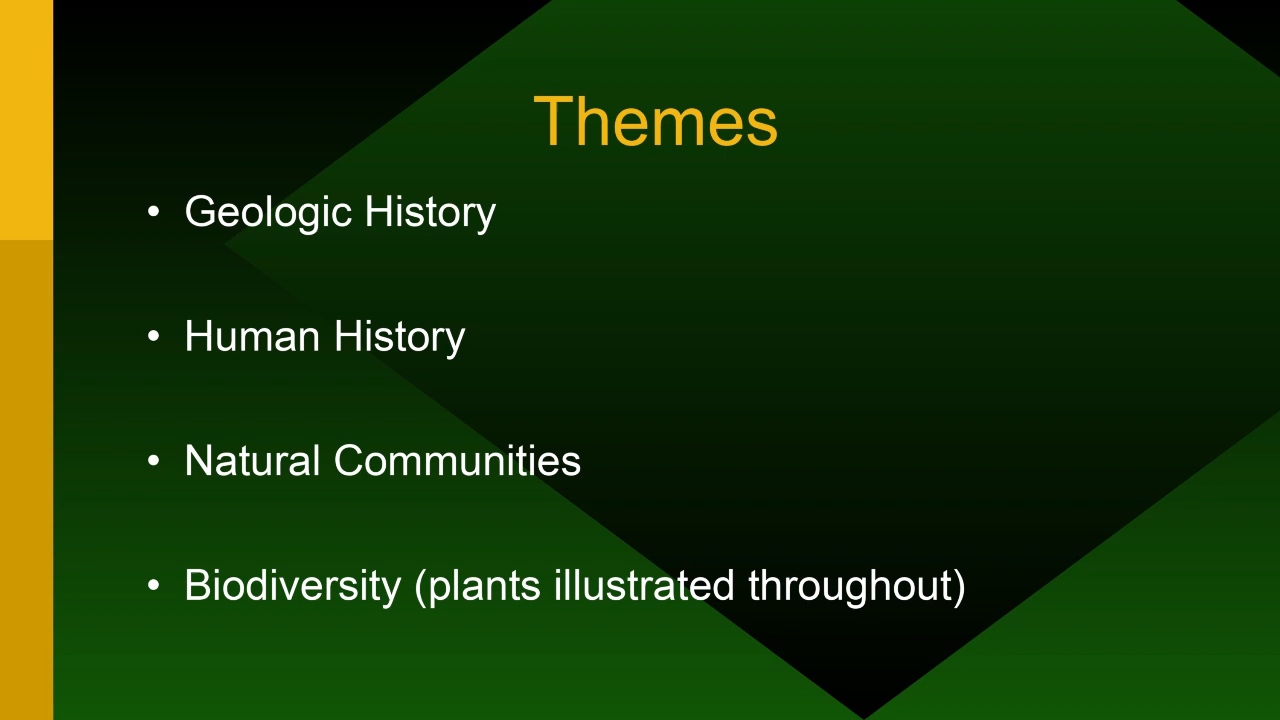 Themes
• Geologic History
• Human History
• Natural Communities
• Biodiversity (plants illustrated throughout)